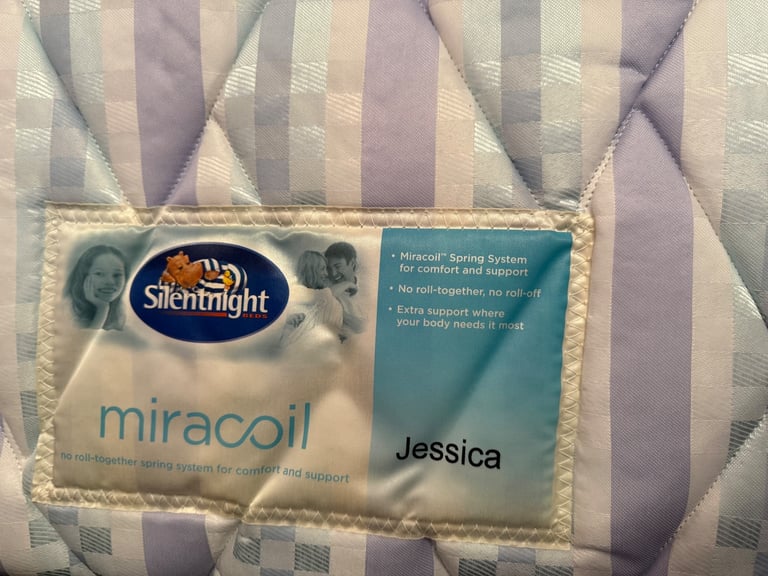 Silentnight
BEDS
miracoil
no roll-together spring system for comfort and support
• Miracoil™ Spring System
for comfort and support
• No roll-together, no roll-off
• Extra support where
your body needs it most
Jessica